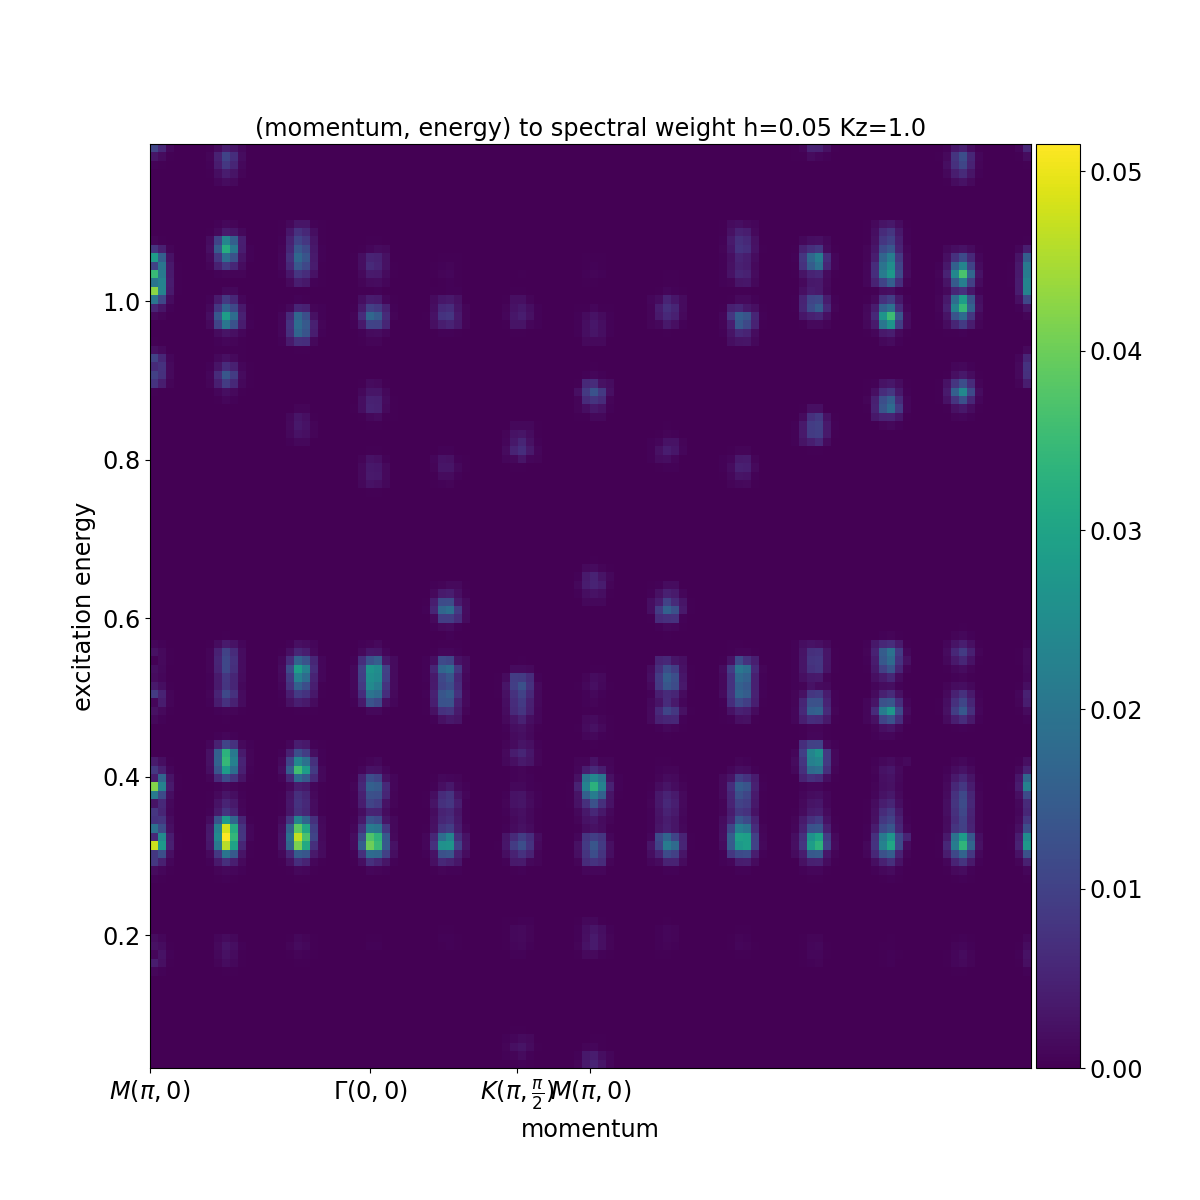 (momentum, energy) to spectral weight h=0.05 Kz=1.0
excitation energy
1.0
0.8
0.6
0.4
0.2
0.05
0.04
0.03
0.02
0.01
0.00
M(π, 0)
Γ(0, 0)
K(π, π/2)
M(π, 0)
momentum